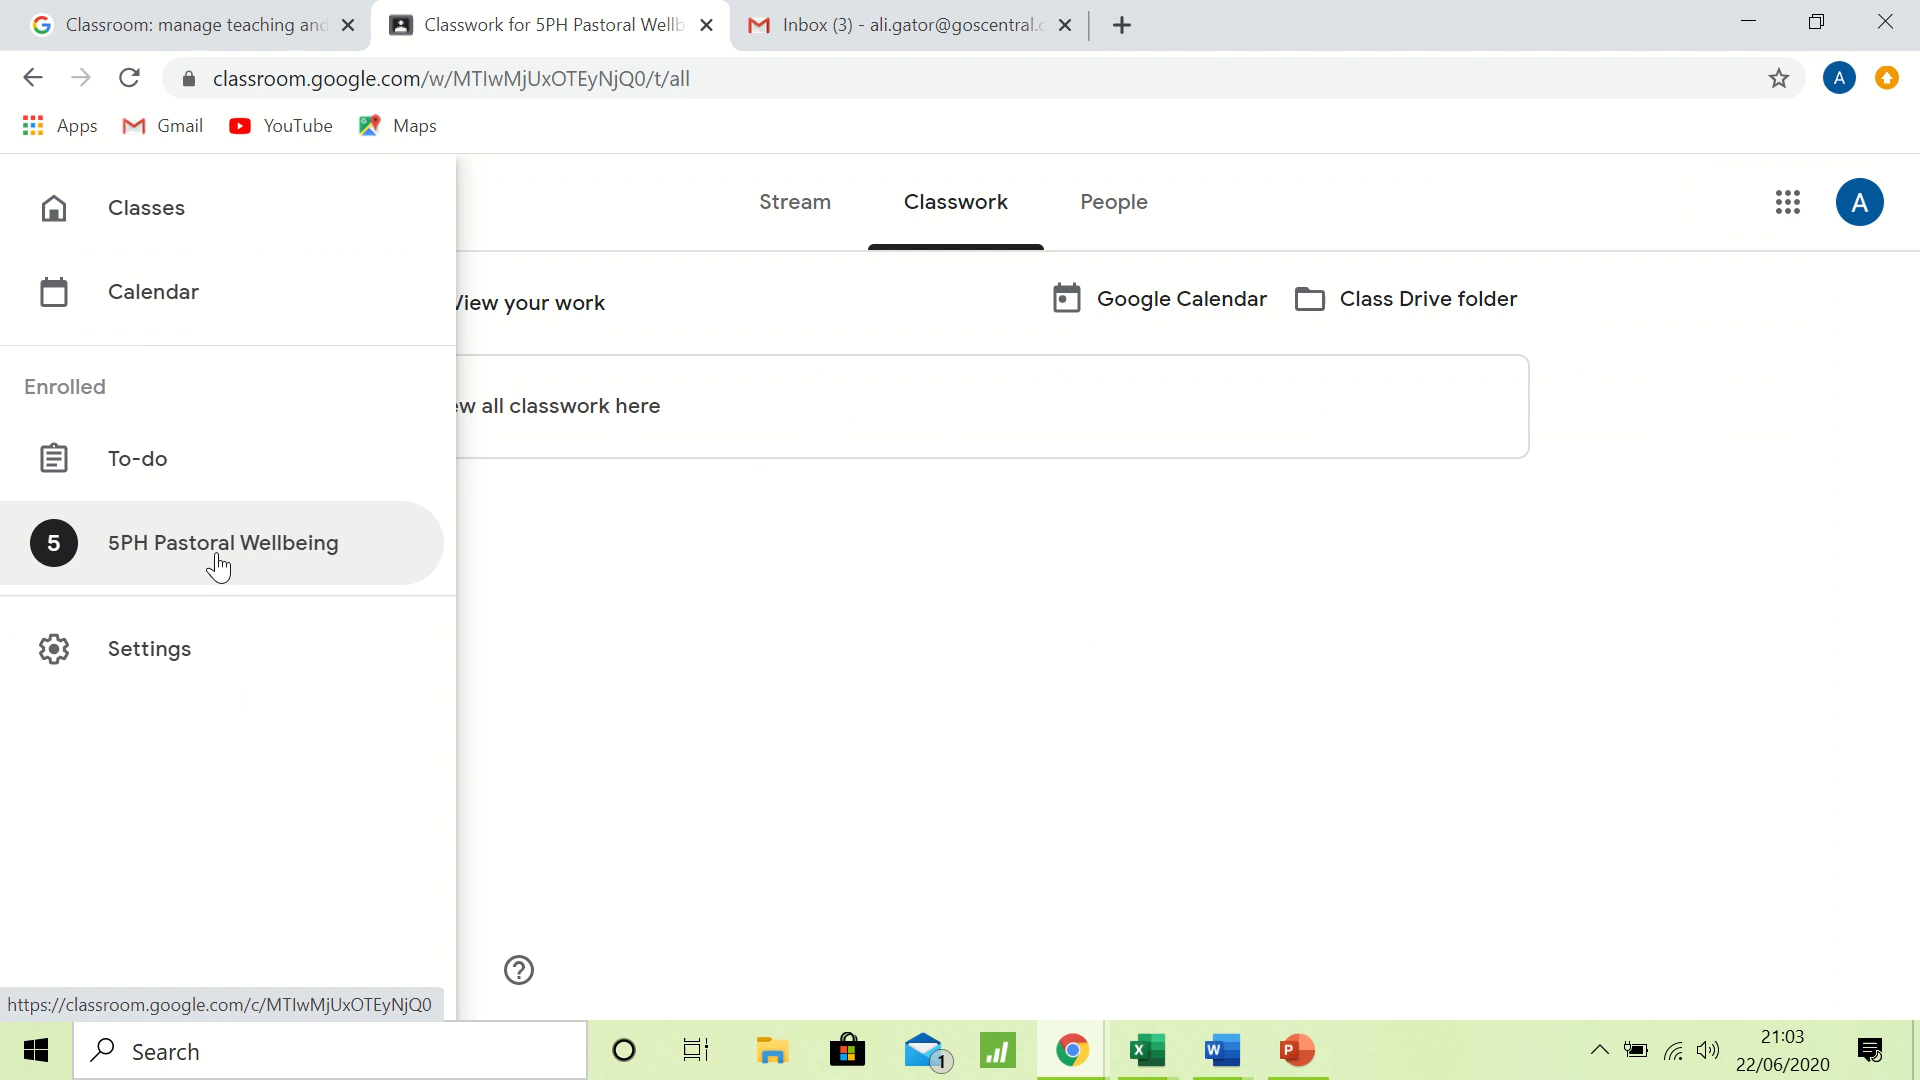 Classroom: manage teaching and
Classwork for 5PH Pastoral Wellb
Inbox (3) - ali.gator@goscentral.c
classroom.google.com/w/MTIwMjUxOTEyNjQ0/t/all
A
Apps
Gmail
YouTube
Maps
Classes
Stream
Classwork
People
A
Calendar
View your work
Google Calendar
Class Drive folder
Enrolled
ew all classwork here
To-do
5
5PH Pastoral Wellbeing
Settings
https://classroom.google.com/c/MTIwMjUxOTEyNjQ0
Search
1
21:03
22/06/2020